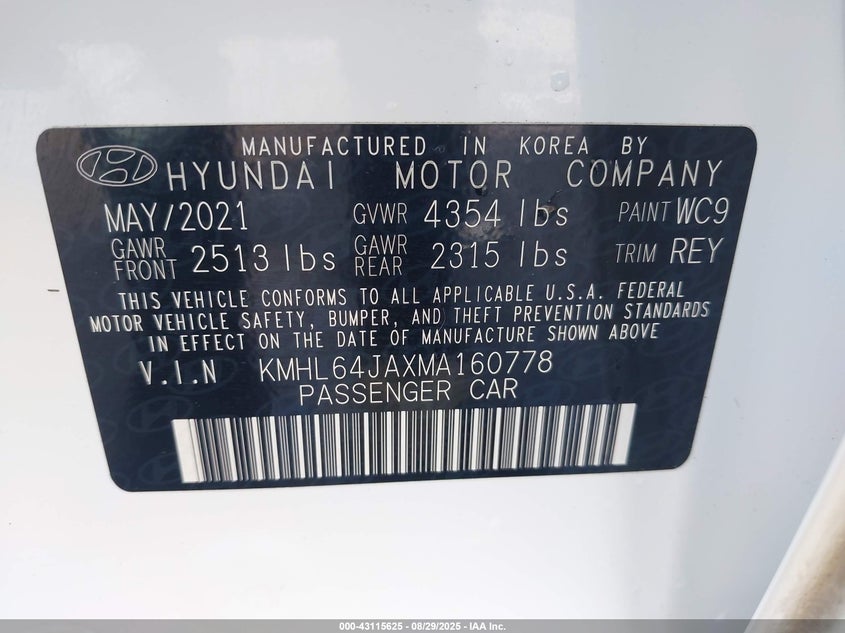 MANUFACTURED IN KOREA BY
HYUNDAI MOTOR COMPANY
MAY/2021 GVWR 4354 lbs PAINT WC9
GAWR FRONT 2513 lbs GAWR REAR 2315 lbs TRIM REY
THIS VEHICLE CONFORMS TO ALL APPLICABLE U.S.A. FEDERAL
MOTOR VEHICLE SAFETY, BUMPER, AND THEFT PREVENTION STANDARDS
IN EFFECT ON THE DATE OF MANUFACTURE SHOWN ABOVE
V.I.N KMHL64JAXMA160778
PASSENGER CAR
000-43115625 - 08/29/2025 - IAA Inc.